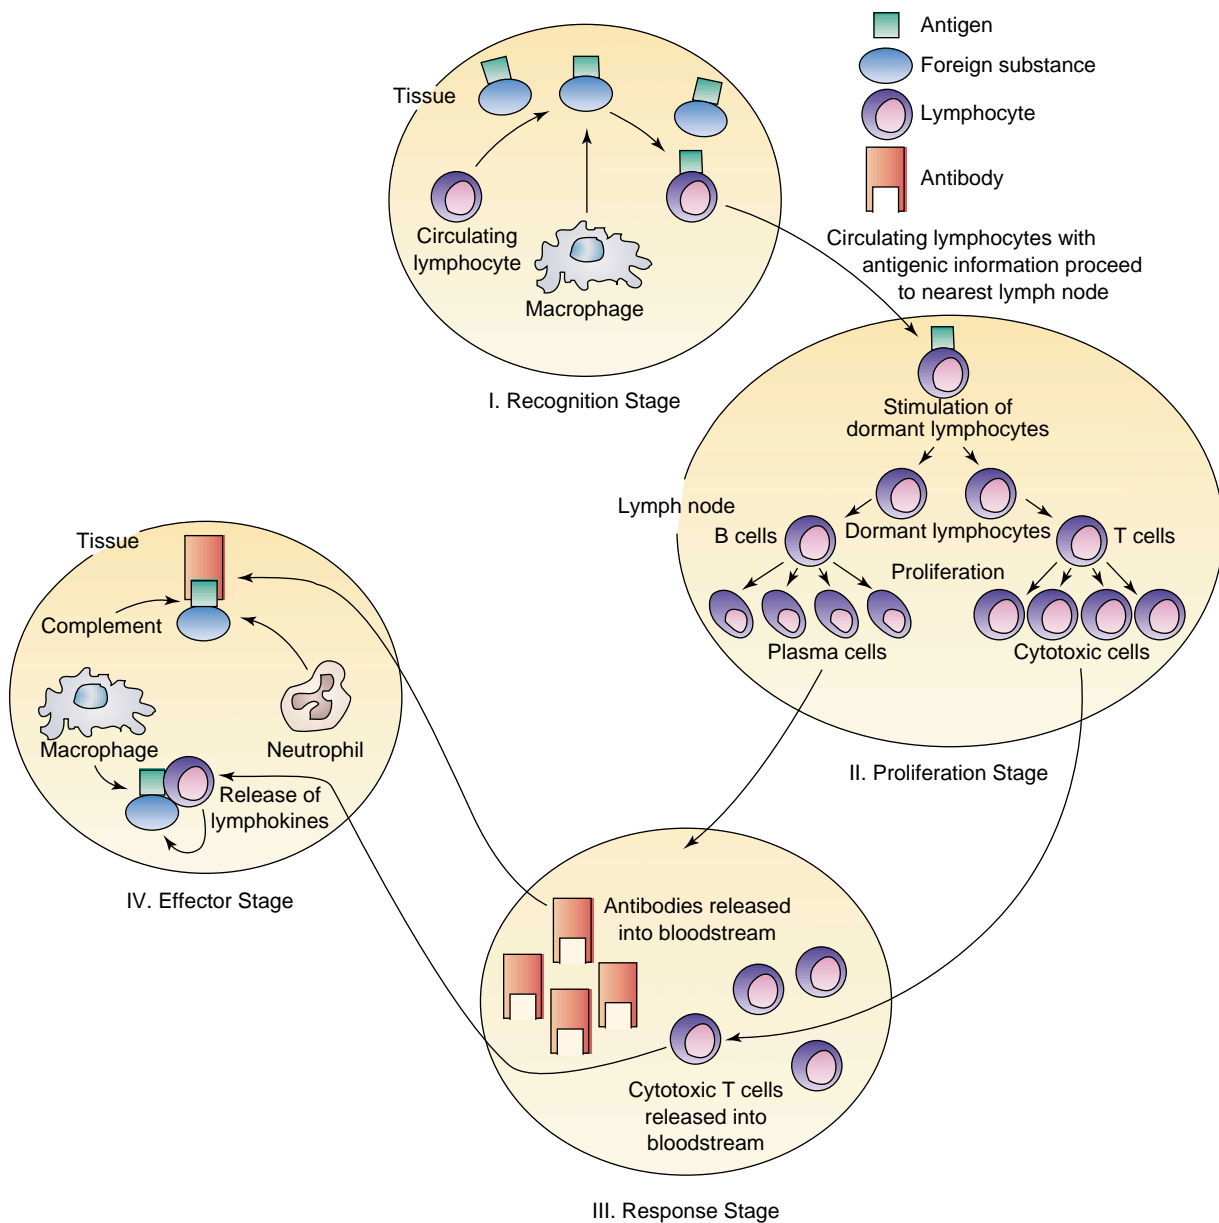 Antigen
Foreign substance
Lymphocyte
Antibody
Tissue
Circulating
lymphocyte
Macrophage
I. Recognition Stage
Circulating lymphocytes with
antigenic information proceed
to nearest lymph node
Stimulation of
dormant lymphocytes
Lymph node
Dormant lymphocytes
B cells
T cells
Proliferation
Plasma cells
Cytotoxic cells
II. Proliferation Stage
Tissue
Complement
Macrophage
Neutrophil
Release of
lymphokines
IV. Effector Stage
Antibodies released
into bloodstream
Cytotoxic T cells
released into
bloodstream
III. Response Stage